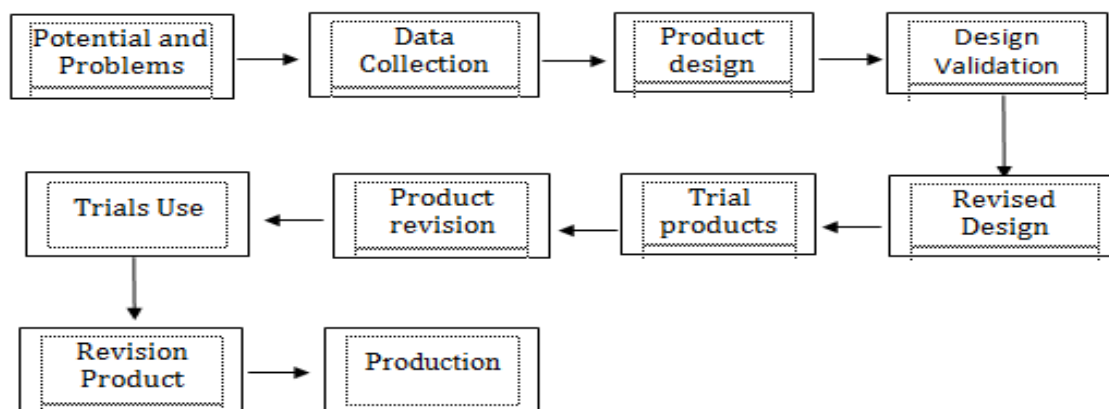 Potential and
Problems
Data
Collection
Product
design
Design
Validation
Revised
Design
Trial
products
Product
revision
Trials Use
Revision
Product
Production